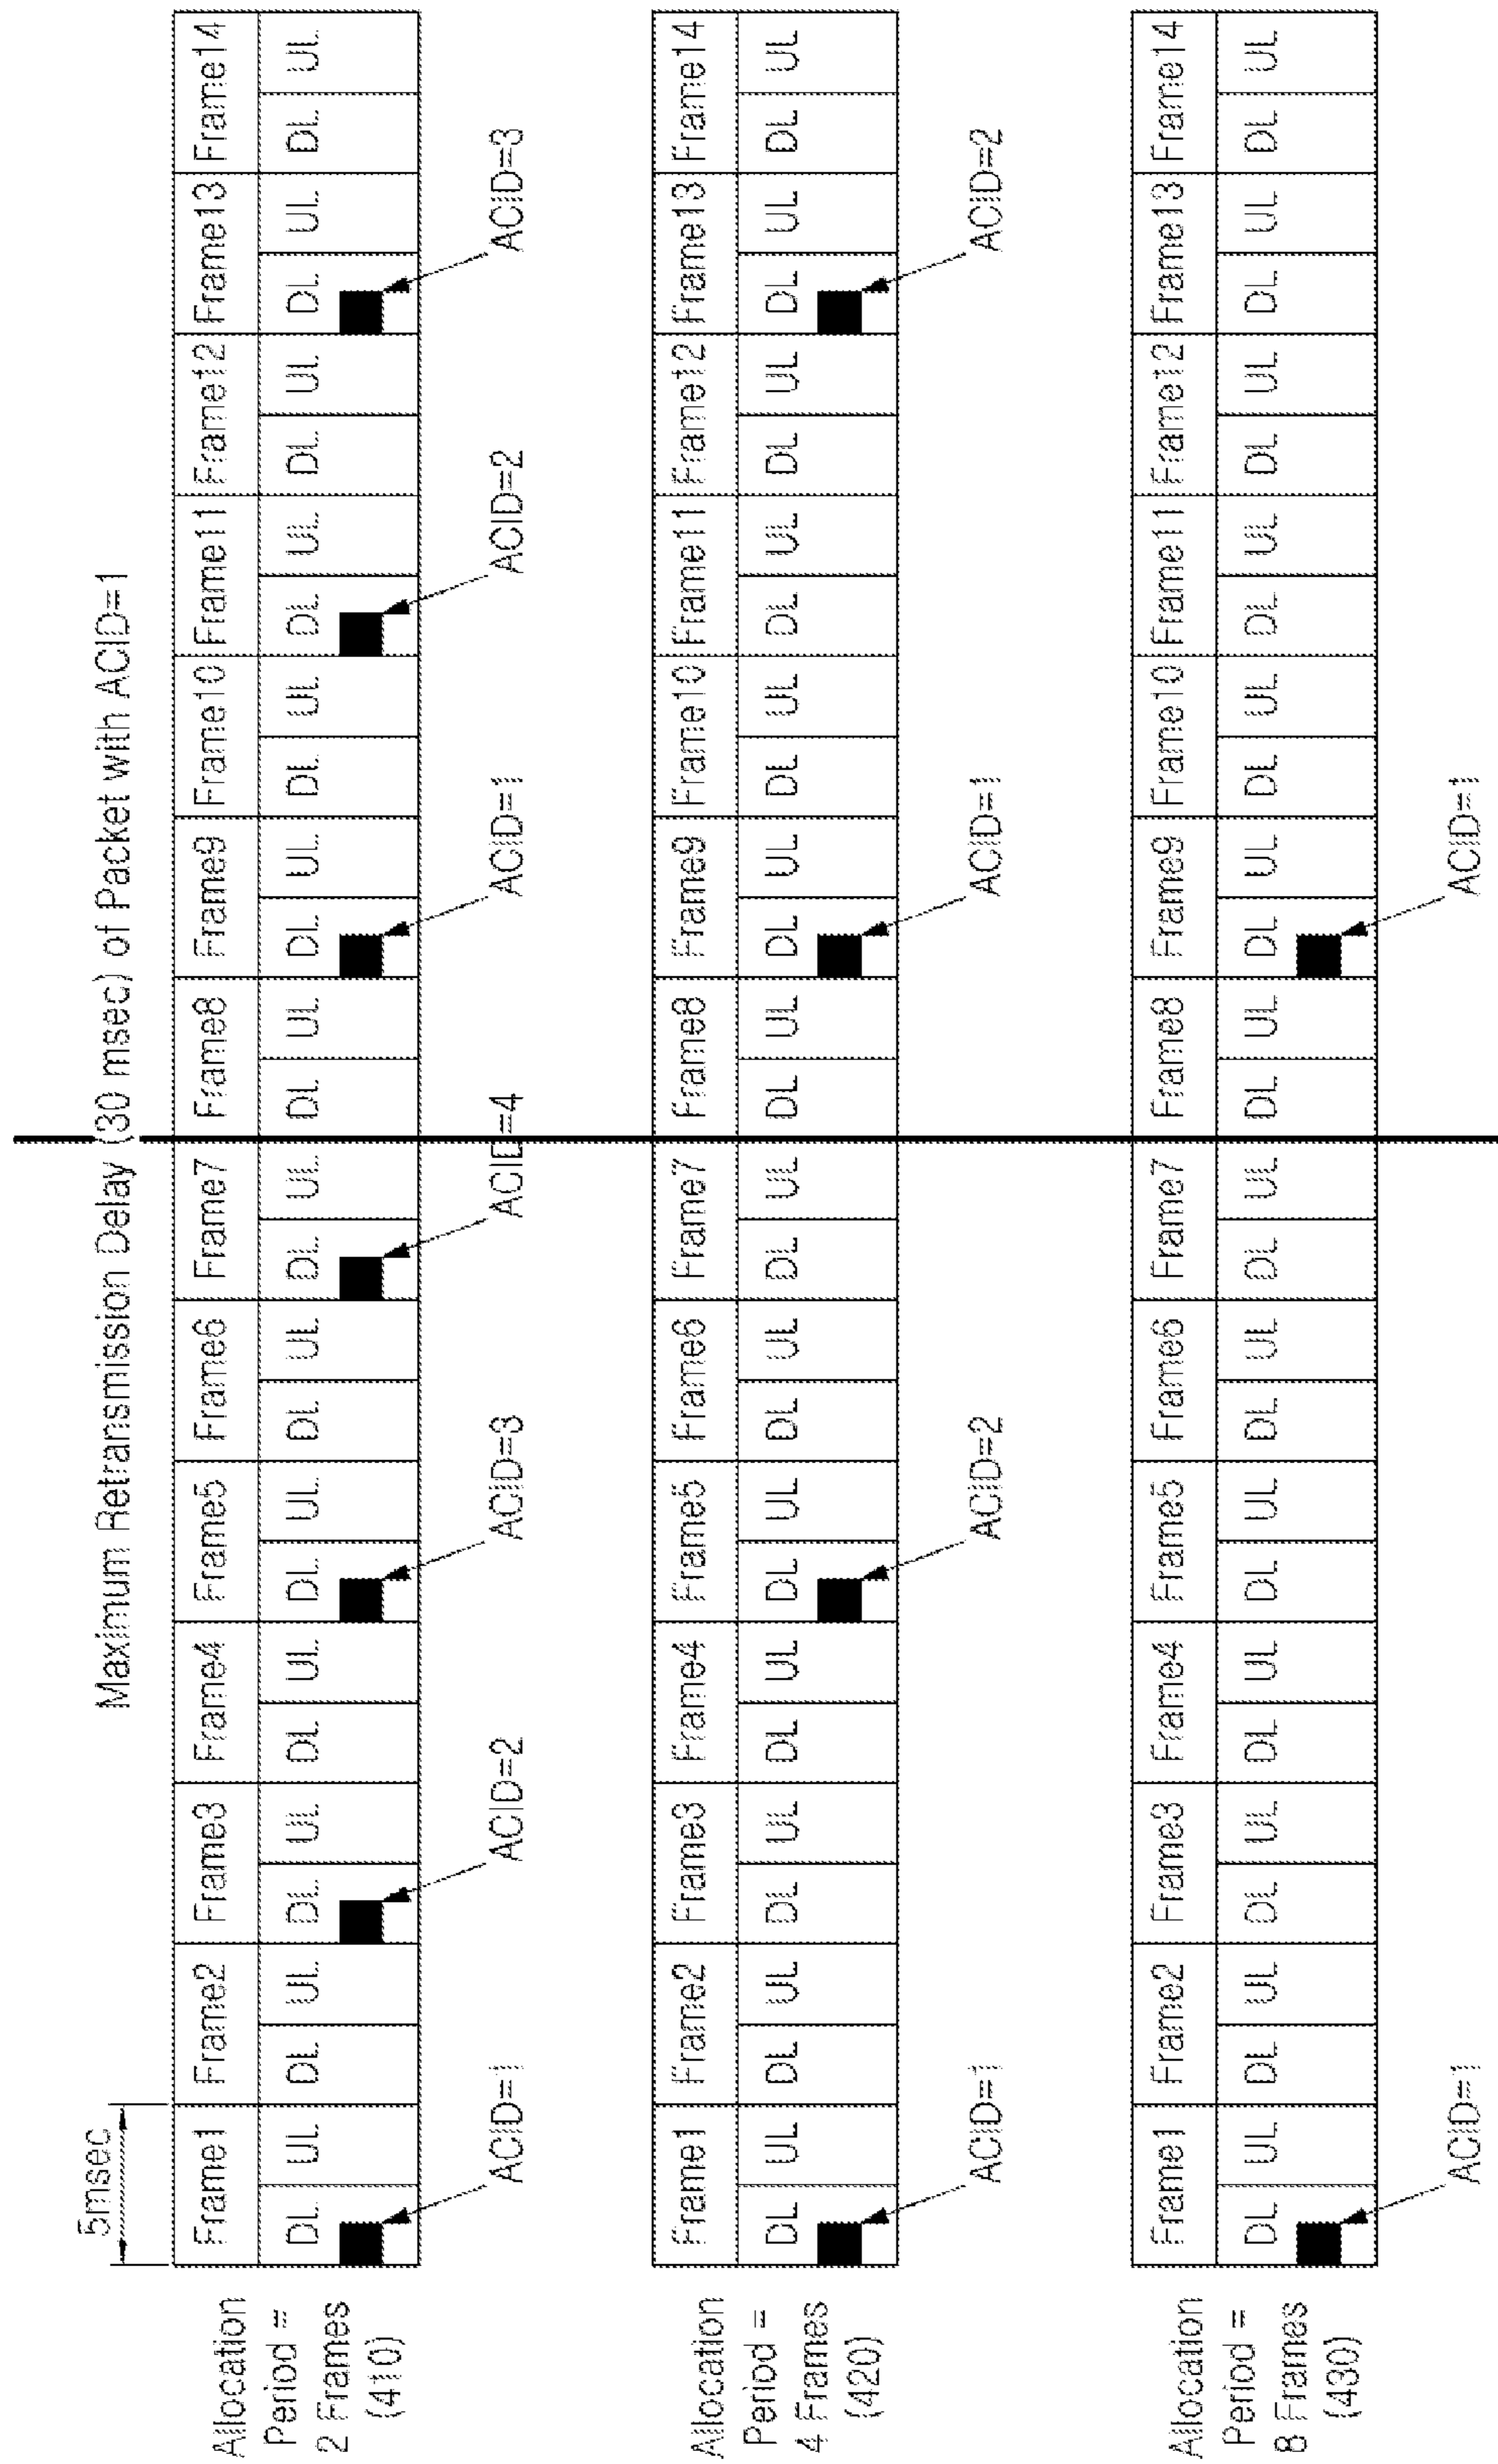 Maximum Retransmission Delay (30 msec) of Packet with ACID=1
5msec
Allocation
Period =
2 Frames
(410)
Frame1 Frame2 Frame3 Frame4 Frame5 Frame6 Frame7 Frame8 Frame9 Frame10 Frame11 Frame12 Frame13 Frame14
DL UL DL UL DL UL DL UL DL UL DL UL DL UL DL UL DL UL DL UL DL UL DL UL DL UL DL UL
ACID=1 ACID=2 ACID=3 ACID=4 ACID=1 ACID=2 ACID=3
Allocation
Period =
4 Frames
(420)
Frame1 Frame2 Frame3 Frame4 Frame5 Frame6 Frame7 Frame8 Frame9 Frame10 Frame11 Frame12 Frame13 Frame14
DL UL DL UL DL UL DL UL DL UL DL UL DL UL DL UL DL UL DL UL DL UL DL UL DL UL DL UL
ACID=1 ACID=2 ACID=1 ACID=2
Allocation
Period =
8 Frames
(430)
Frame1 Frame2 Frame3 Frame4 Frame5 Frame6 Frame7 Frame8 Frame9 Frame10 Frame11 Frame12 Frame13 Frame14
DL UL DL UL DL UL DL UL DL UL DL UL DL UL DL UL DL UL DL UL DL UL DL UL DL UL DL UL
ACID=1 ACID=1